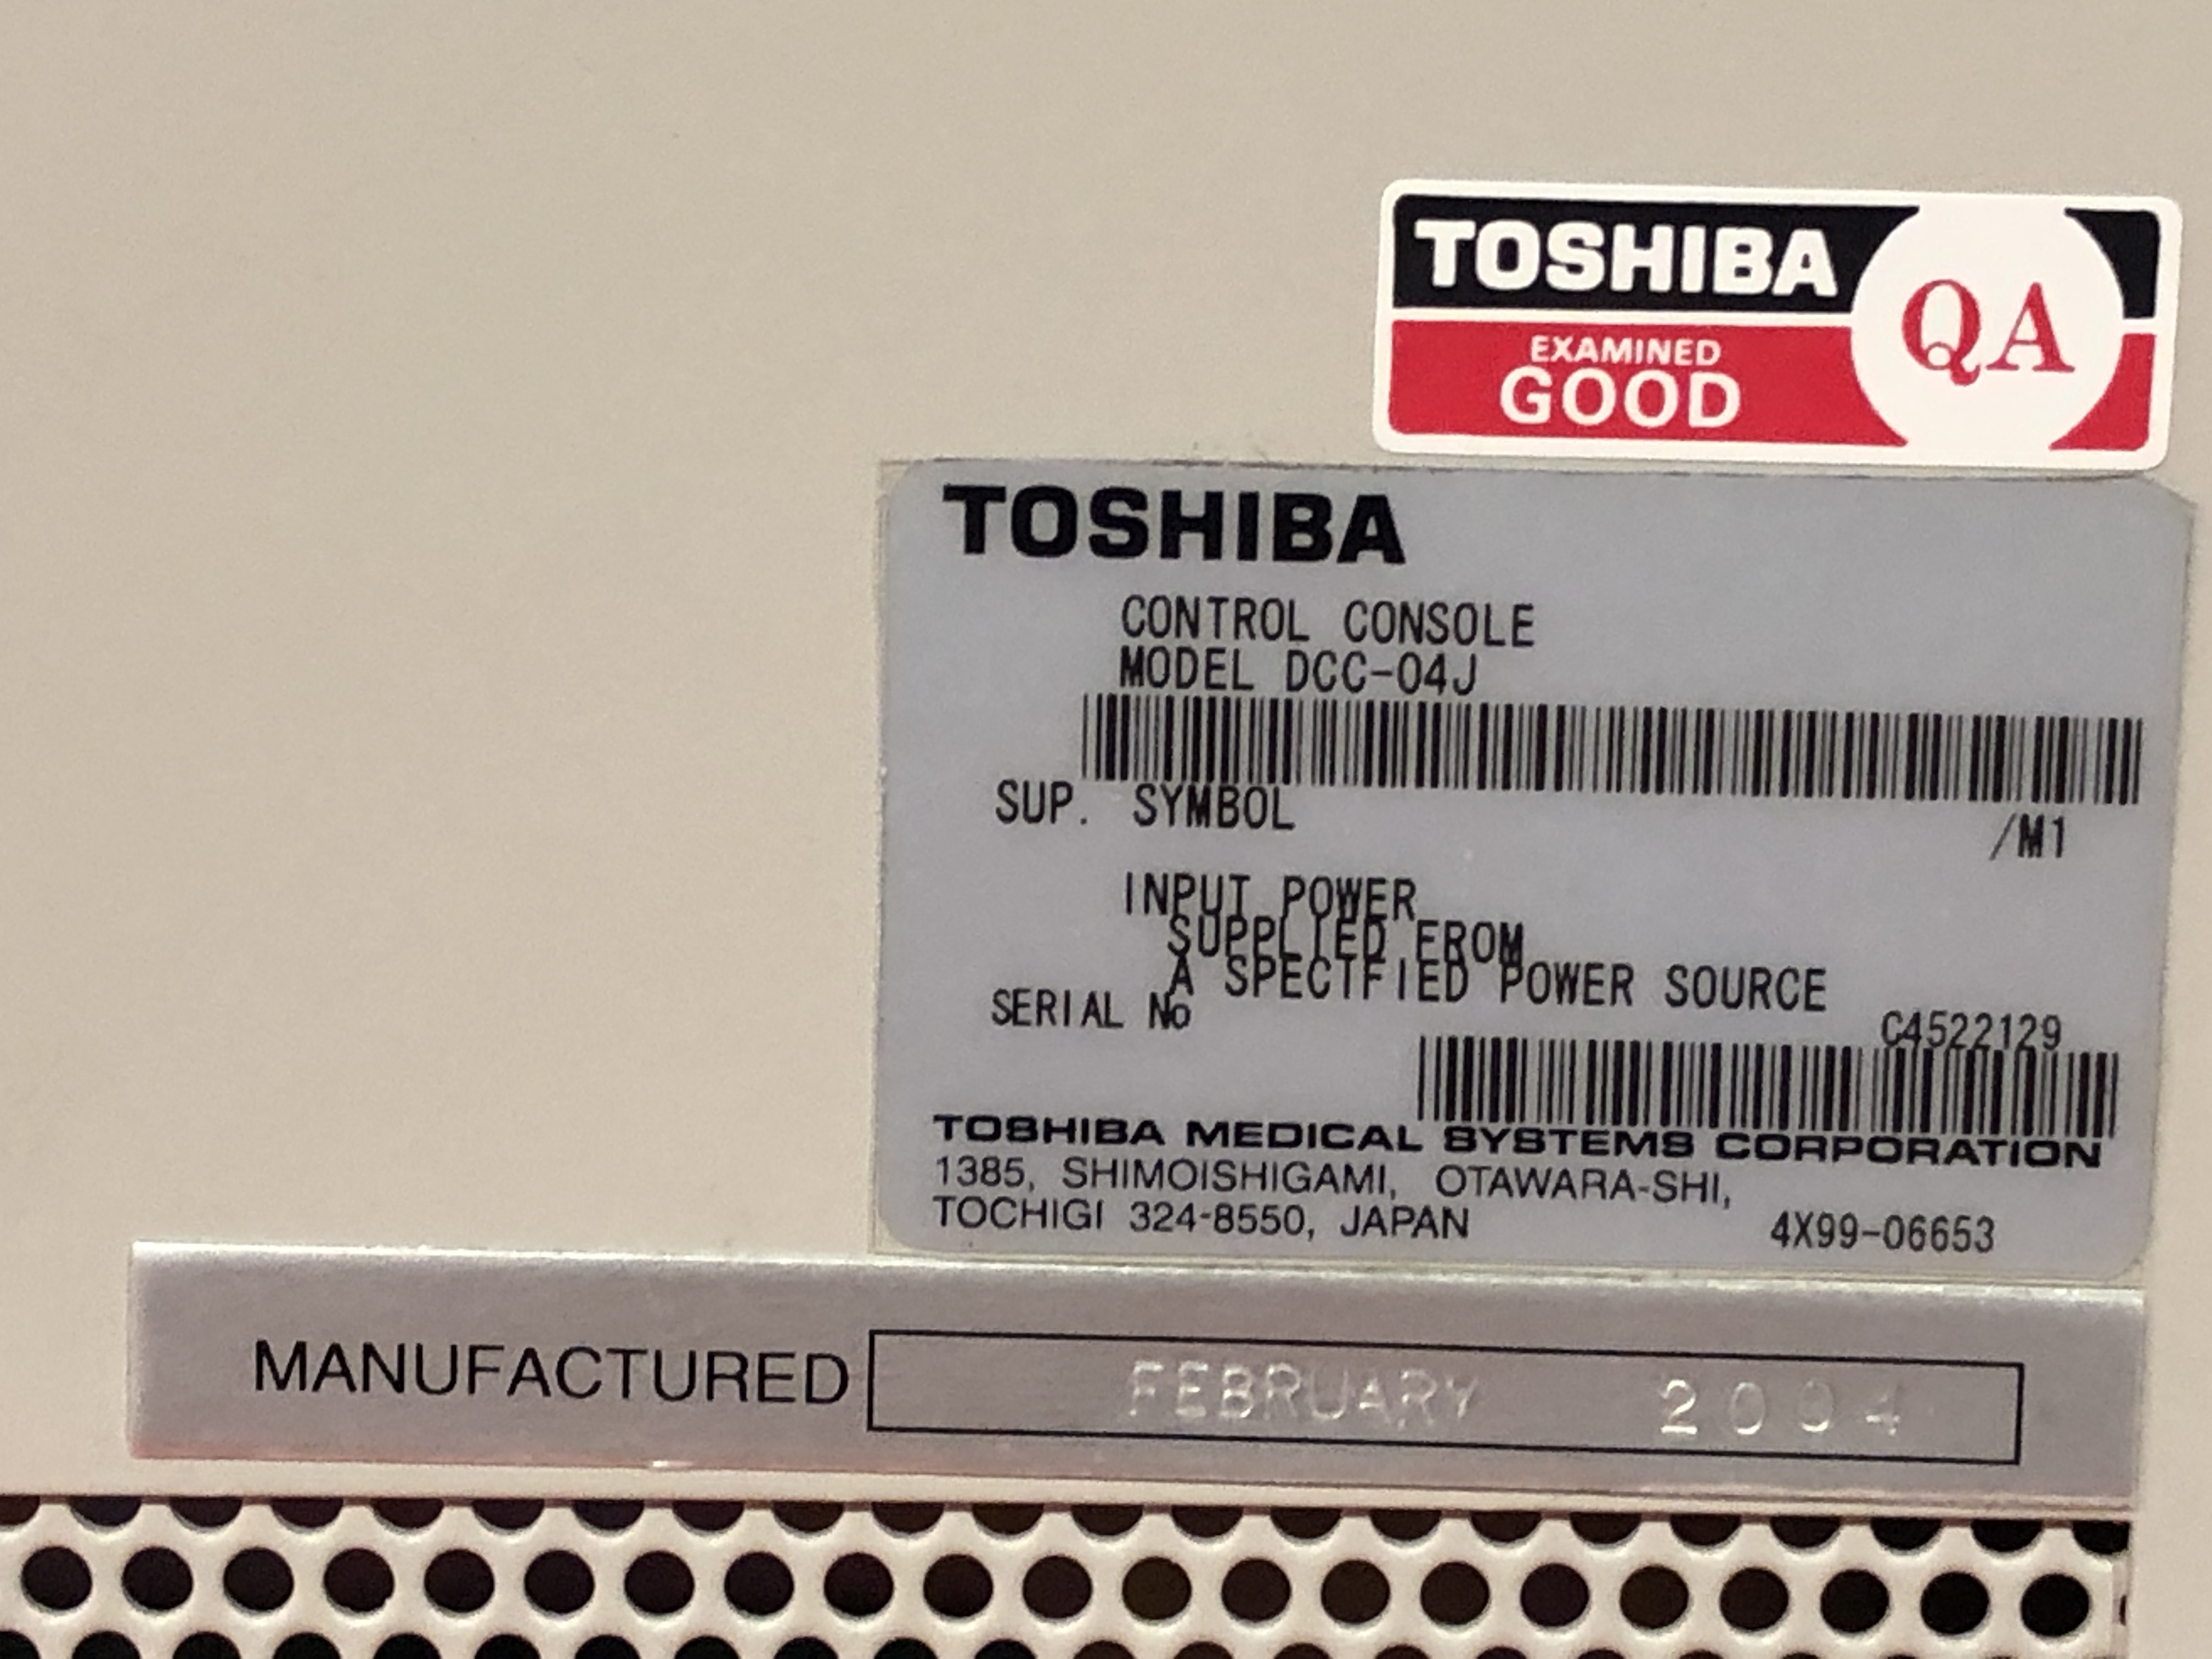 TOSHIBA
EXAMINED
GOOD
QA
TOSHIBA
CONTROL CONSOLE
MODEL DCC-04J
SUP. SYMBOL
/M1
INPUT POWER
SUPPLIED FROM
A SPECIFIED POWER SOURCE
SERIAL No
C4522129
TOSHIBA MEDICAL SYSTEMS CORPORATION
1385, SHIMOISHIGAMI, OTAWARA-SHI,
TOCHIGI 324-8550, JAPAN
4X99-06653
MANUFACTURED FEBRUARY 2004